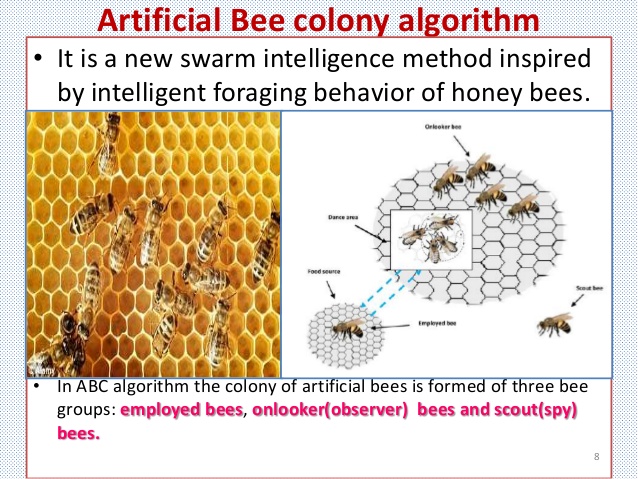 Artificial Bee colony algorithm
• It is a new swarm intelligence method inspired
by intelligent foraging behavior of honey bees.
Onlooker bee
Dance area
Food source
Scout bee
Employed bee
• In ABC algorithm the colony of artificial bees is formed of three bee
groups: employed bees, onlooker(observer)  bees and scout(spy)
bees.
8